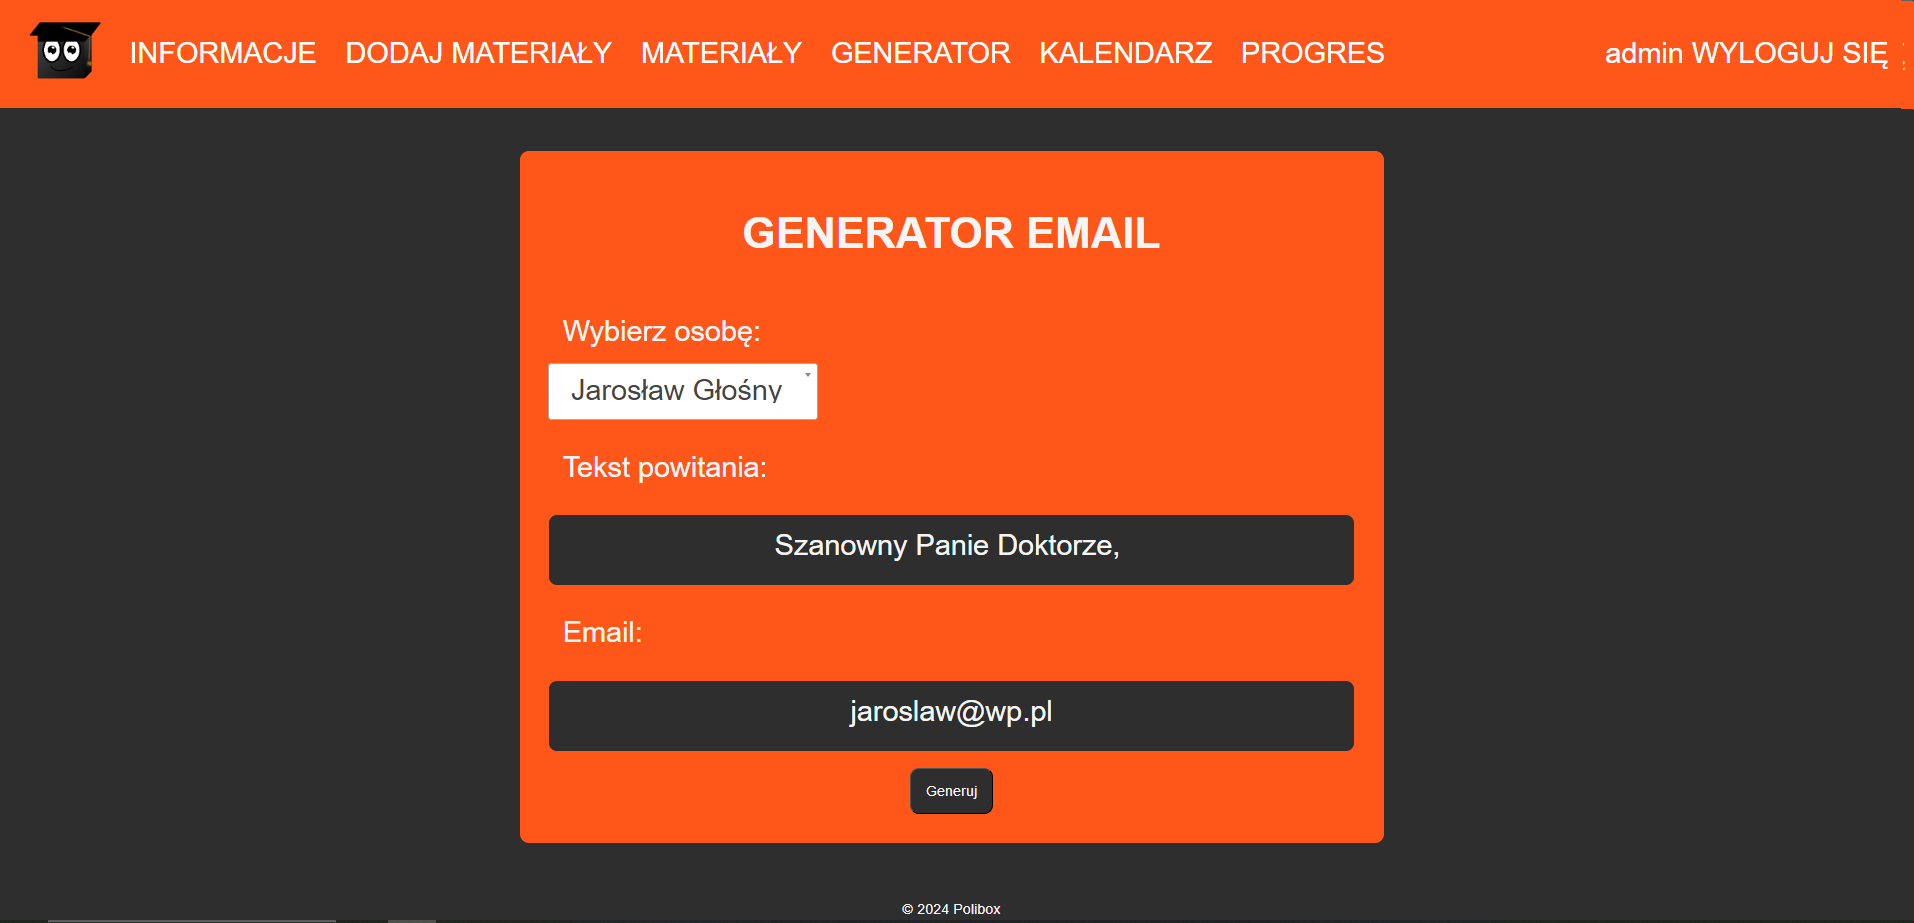 INFORMACJE DODAJ MATERIAŁY MATERIAŁY GENERATOR KALENDARZ PROGRES admin WYLOGUJ SIĘ
GENERATOR EMAIL
Wybierz osobę:
Jarosław Głośny
Tekst powitania:
Szanowny Panie Doktorze,
Email:
jaroslaw@wp.pl
Generuj
© 2024 Polibox